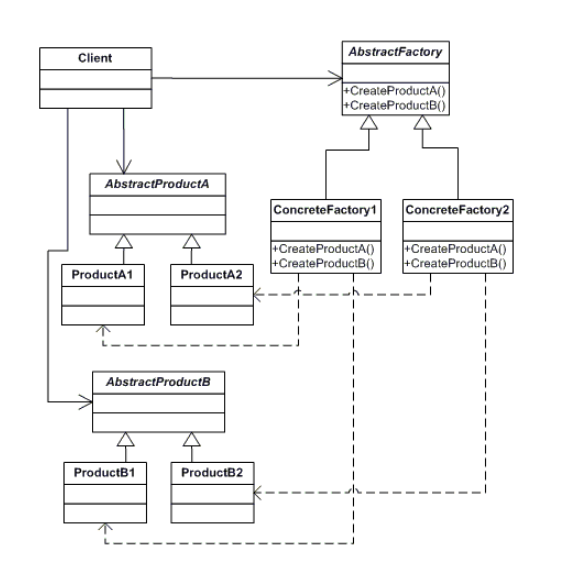 Client
AbstractFactory
+CreateProductA()
+CreateProductB()
AbstractProductA
ConcreteFactory1
+CreateProductA()
+CreateProductB()
ConcreteFactory2
+CreateProductA()
+CreateProductB()
ProductA1
ProductA2
AbstractProductB
ProductB1
ProductB2